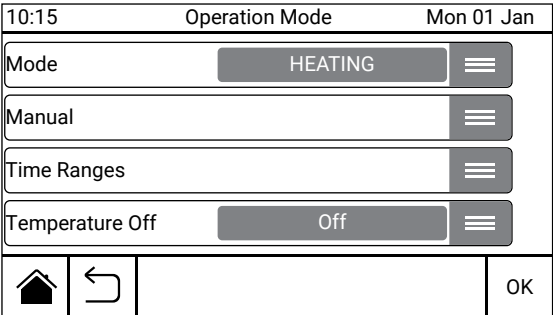 10:15 Operation Mode Mon 01 Jan
Mode HEATING
Manual
Time Ranges
Temperature Off Off
OK